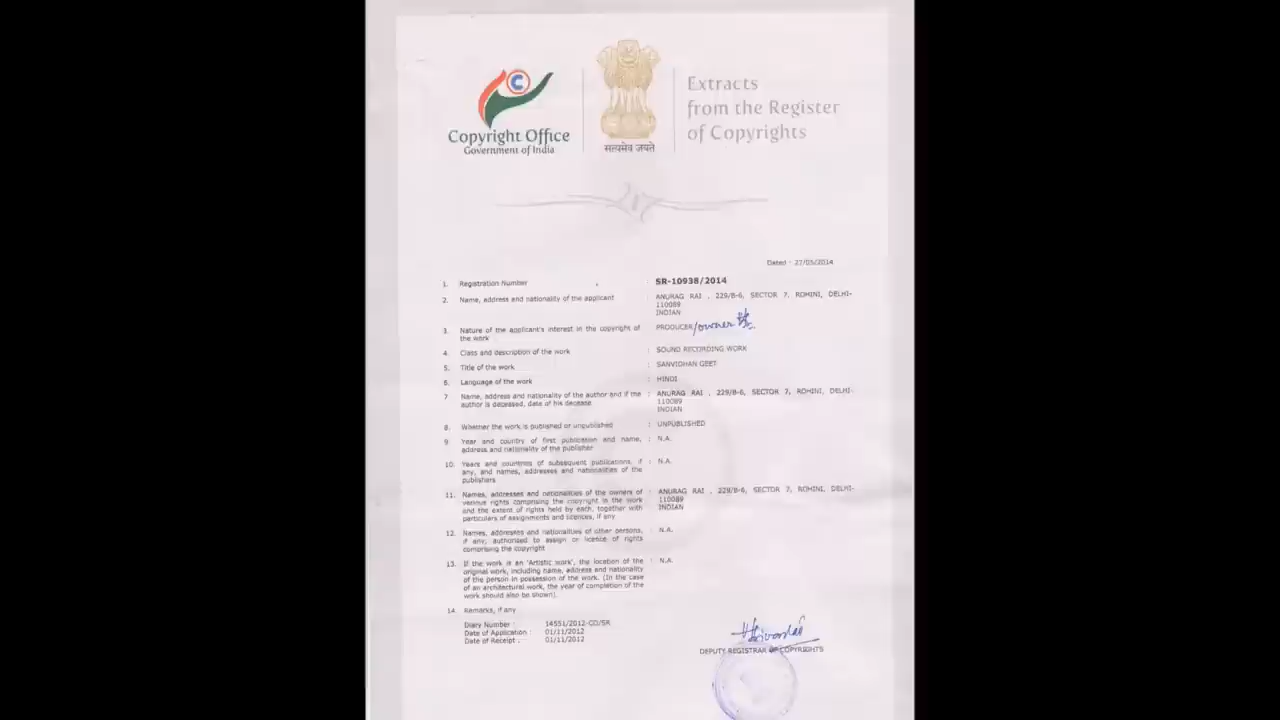 C
Copyright Office
Government of India
सत्यमेव जयते
Extracts
from the Register
of Copyrights
Dated : 27/05/2014
1. Registration Number : SR-10938/2014
2. Name, address and nationality of the applicant : ANURAG RAI , 229/B-6, SECTOR 7, ROHINI, DELHI-
110089
INDIAN
3. Nature of the applicant's interest in the copyright of : PRODUCER/owner
the work
4. Class and description of the work : SOUND RECORDING WORK
5. Title of the work : SANVIDHAN GEET
6. Language of the work : HINDI
7 Name, address and nationality of the author and if the : ANURAG RAI , 229/B-6, SECTOR 7, ROHINI, DELHI-
author is deceased, date of his decease 110089
INDIAN
8. Whether the work is published or unpublished : UNPUBLISHED
9. Year and country of first publication and name, : N.A.
address and nationality of the publisher
10. Years and countries of subsequent publications, if : N.A.
any, and names, addresses and nationalities of the
publishers
11. Names, addresses and nationalities of the owners of : ANURAG RAI , 229/B-6, SECTOR 7, ROHINI, DELHI-
various rights comprising the copyright in the work 110089
and the extent of rights held by each, together with INDIAN
particulars of assignments and licences, if any
12. Names, addresses and nationalities of other persons, : N.A.
if any, authorised to assign or licence of rights
comprising the copyright
13. If the work is an 'Artistic work', the location of the : N.A.
original work, including name, address and nationality
of the person in possession of the work. (In the case
of an architectural work, the year of completion of the
work should also be shown).
14. Remarks, if any
Diary Number : 14551/2012-CO/SR
Date of Application : 01/11/2012
Date of Receipt : 01/11/2012
DEPUTY REGISTRAR OF COPYRIGHTS